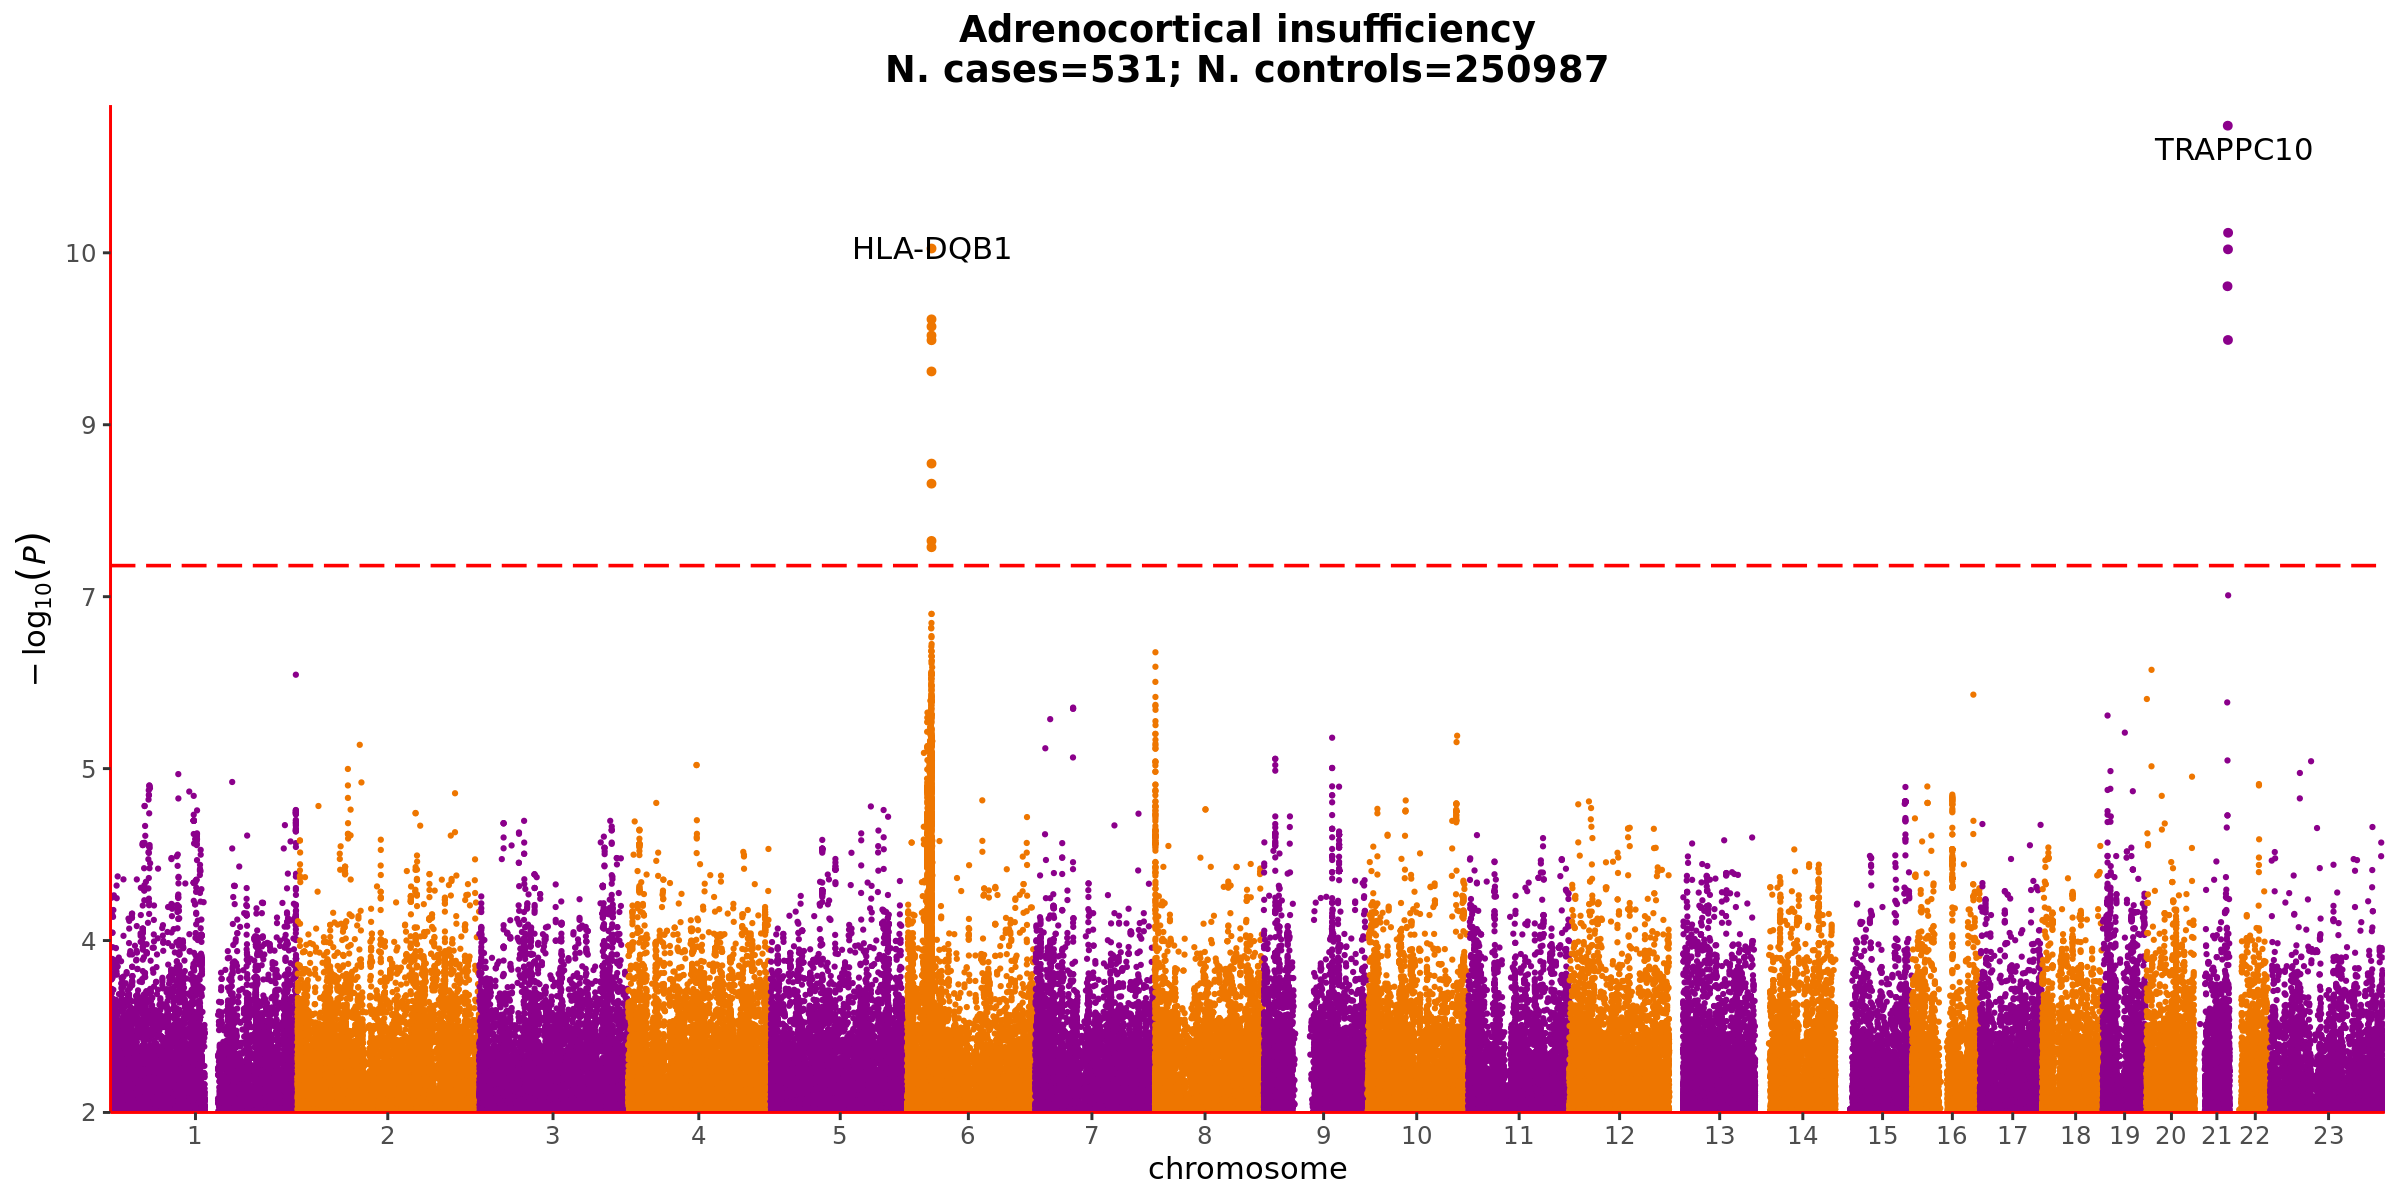 Adrenocortical insufficiency
N. cases=531; N. controls=250987
TRAPPC10
HLA-DQB1
10
9
7
5
4
2
−log10(P)
1 2 3 4 5 6 7 8 9 10 11 12 13 14 15 16 17 18 19 20 21 22 23
chromosome